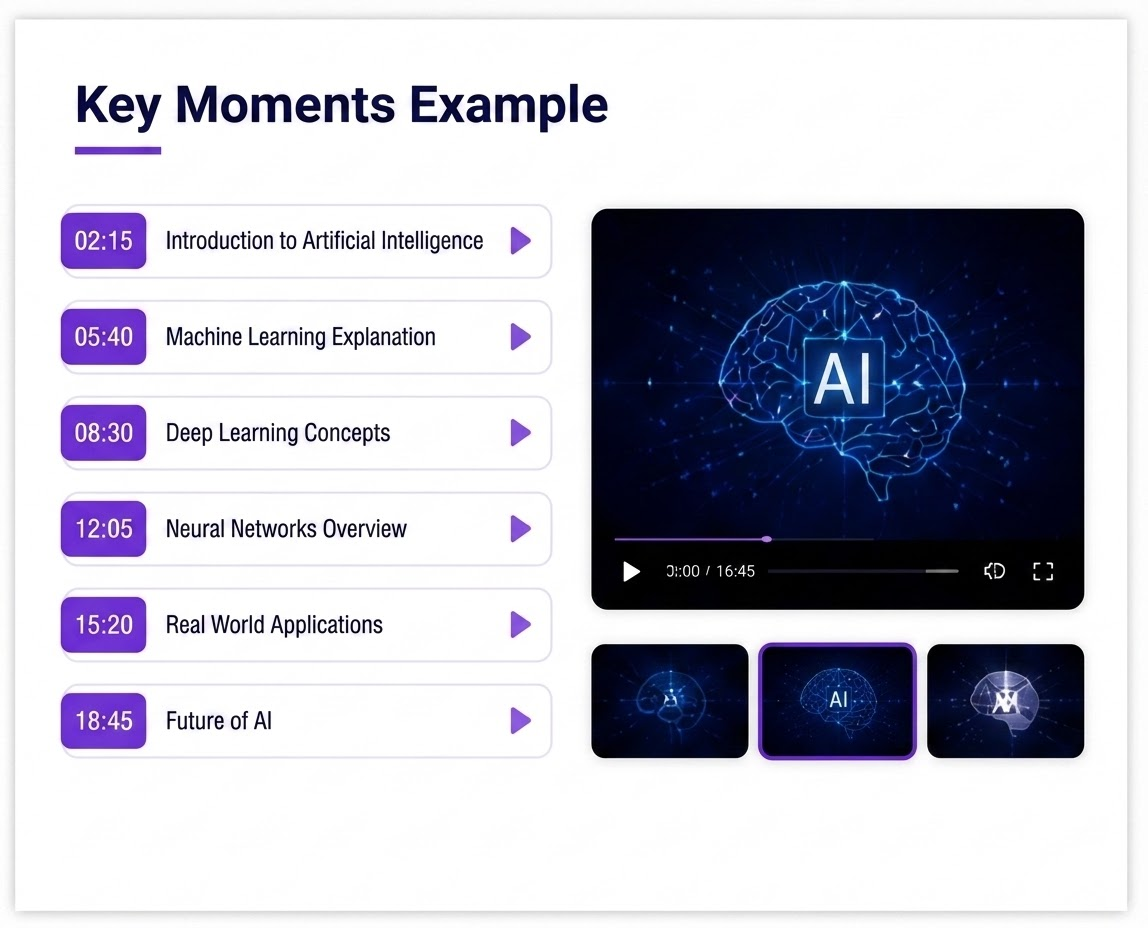 Key Moments Example
02:15 Introduction to Artificial Intelligence
05:40 Machine Learning Explanation
08:30 Deep Learning Concepts
12:05 Neural Networks Overview
15:20 Real World Applications
18:45 Future of AI
AI
/ 16:45
AI